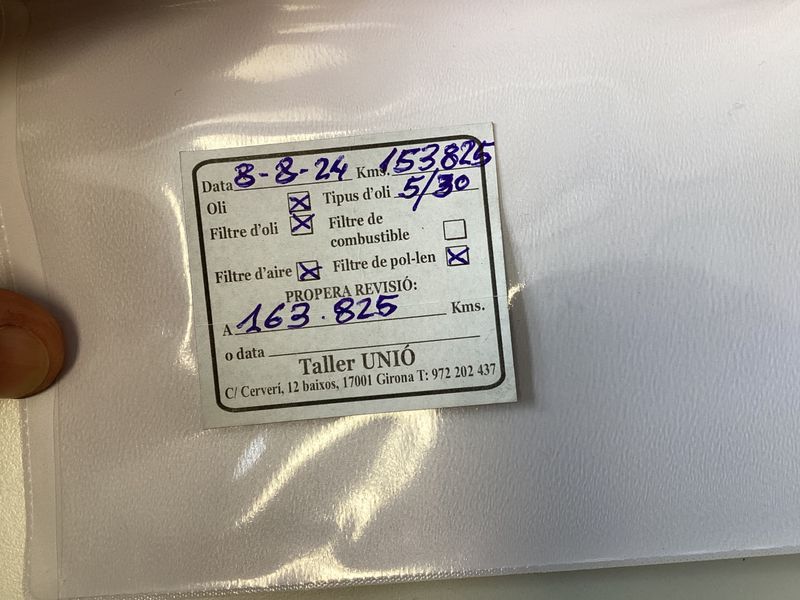 Data 8-8-24 Kms. 153825
Oli Tipus d'oli 5/30
Filtre d'oli Filtre de combustible
Filtre d'aire Filtre de pol-len
PROPERA REVISIÓ:
A 163.825 Kms.
o data
Taller UNIÓ
C/ Cerverí, 12 baixos, 17001 Girona T: 972 202 437